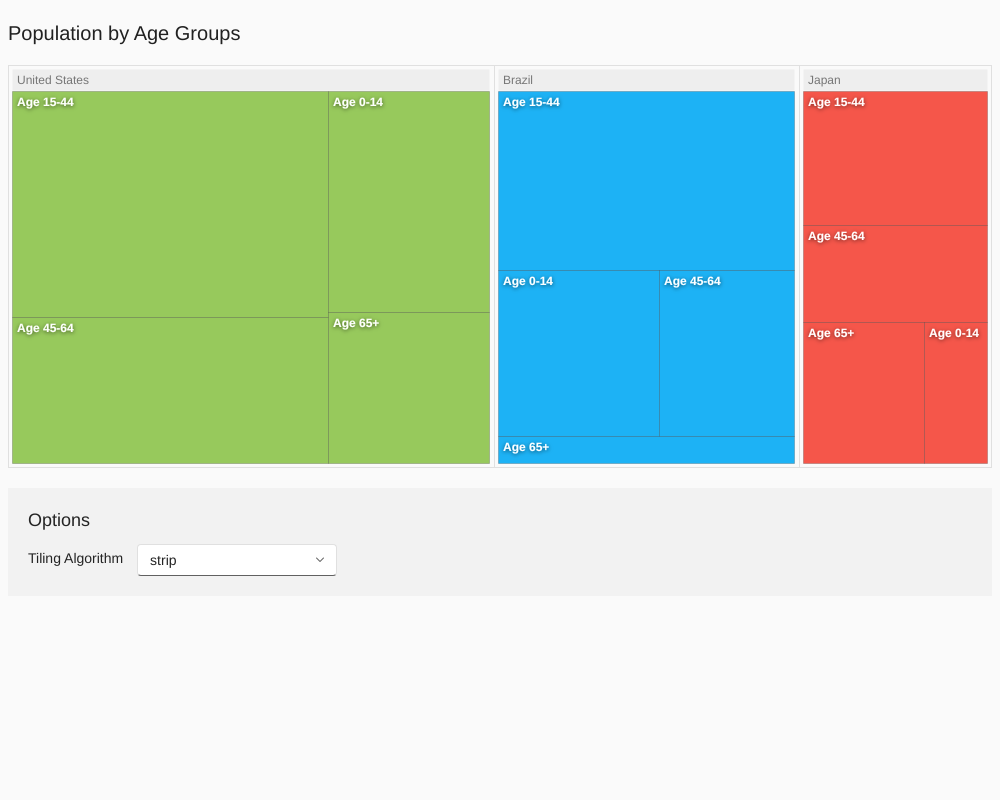 Population by Age Groups
United States
Brazil
Japan
Age 15-44
Age 0-14
Age 15-44
Age 15-44
Age 45-64
Age 0-14
Age 45-64
Age 45-64
Age 65+
Age 65+
Age 0-14
Age 65+
Options
Tiling Algorithm
strip